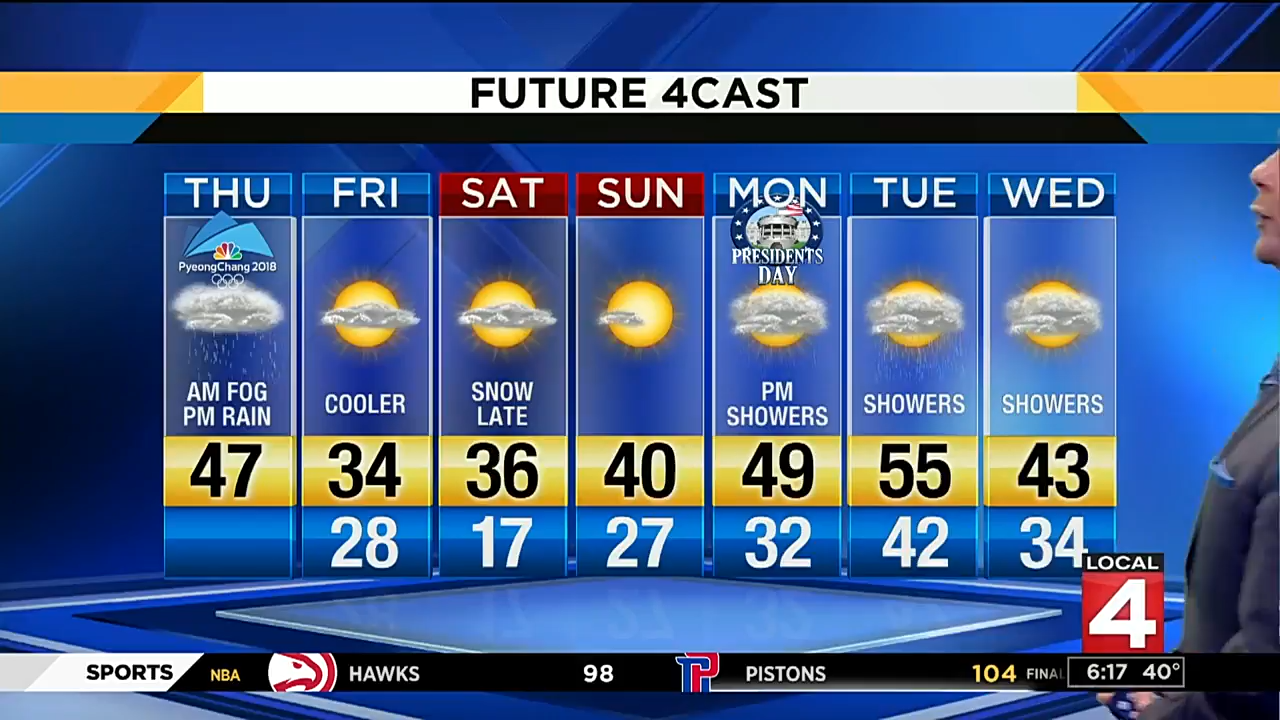 FUTURE 4CAST
THU FRI SAT SUN MON TUE WED
PyeongChang 2018
PRESIDENTS
DAY
AM FOG
PM RAIN
COOLER
SNOW
LATE
PM
SHOWERS
SHOWERS
SHOWERS
47 34 36 40 49 55 43
28 17 27 32 42 34
LOCAL
4
SPORTS NBA HAWKS 98 PISTONS 104 FINAL 6:17 40°